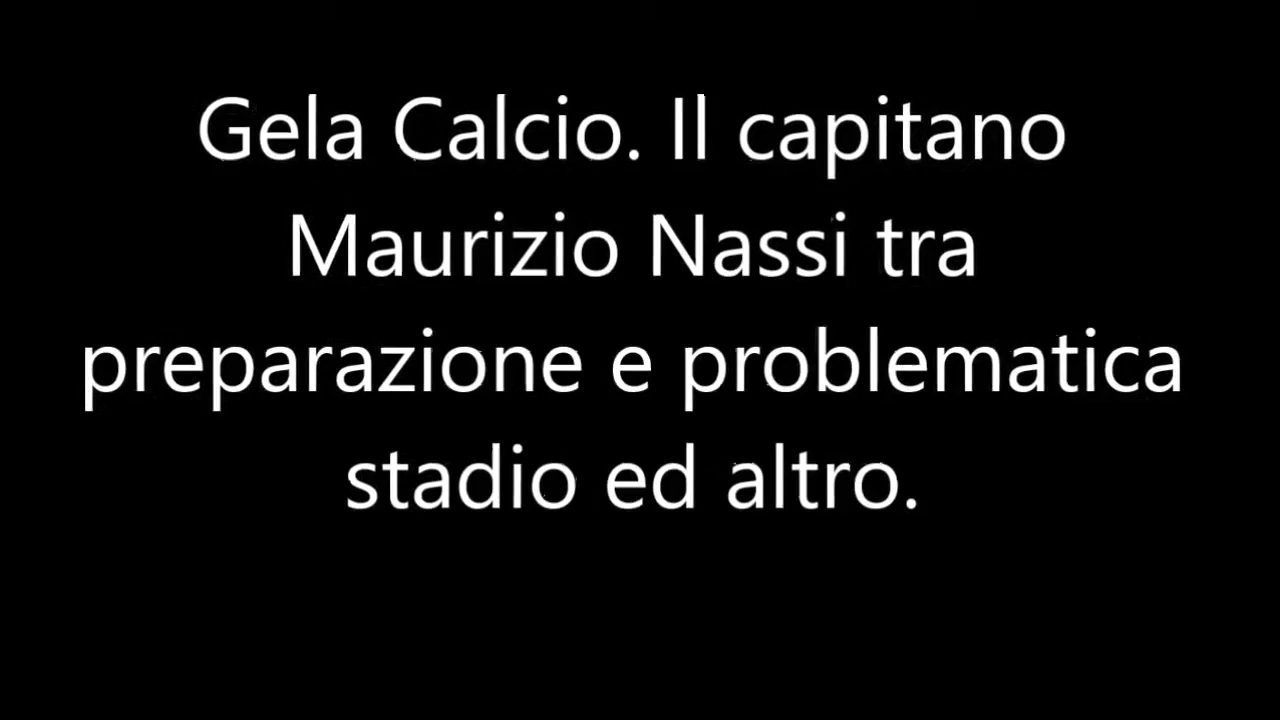 Gela Calcio. Il capitano
Maurizio Nassi tra
preparazione e problematica
stadio ed altro.